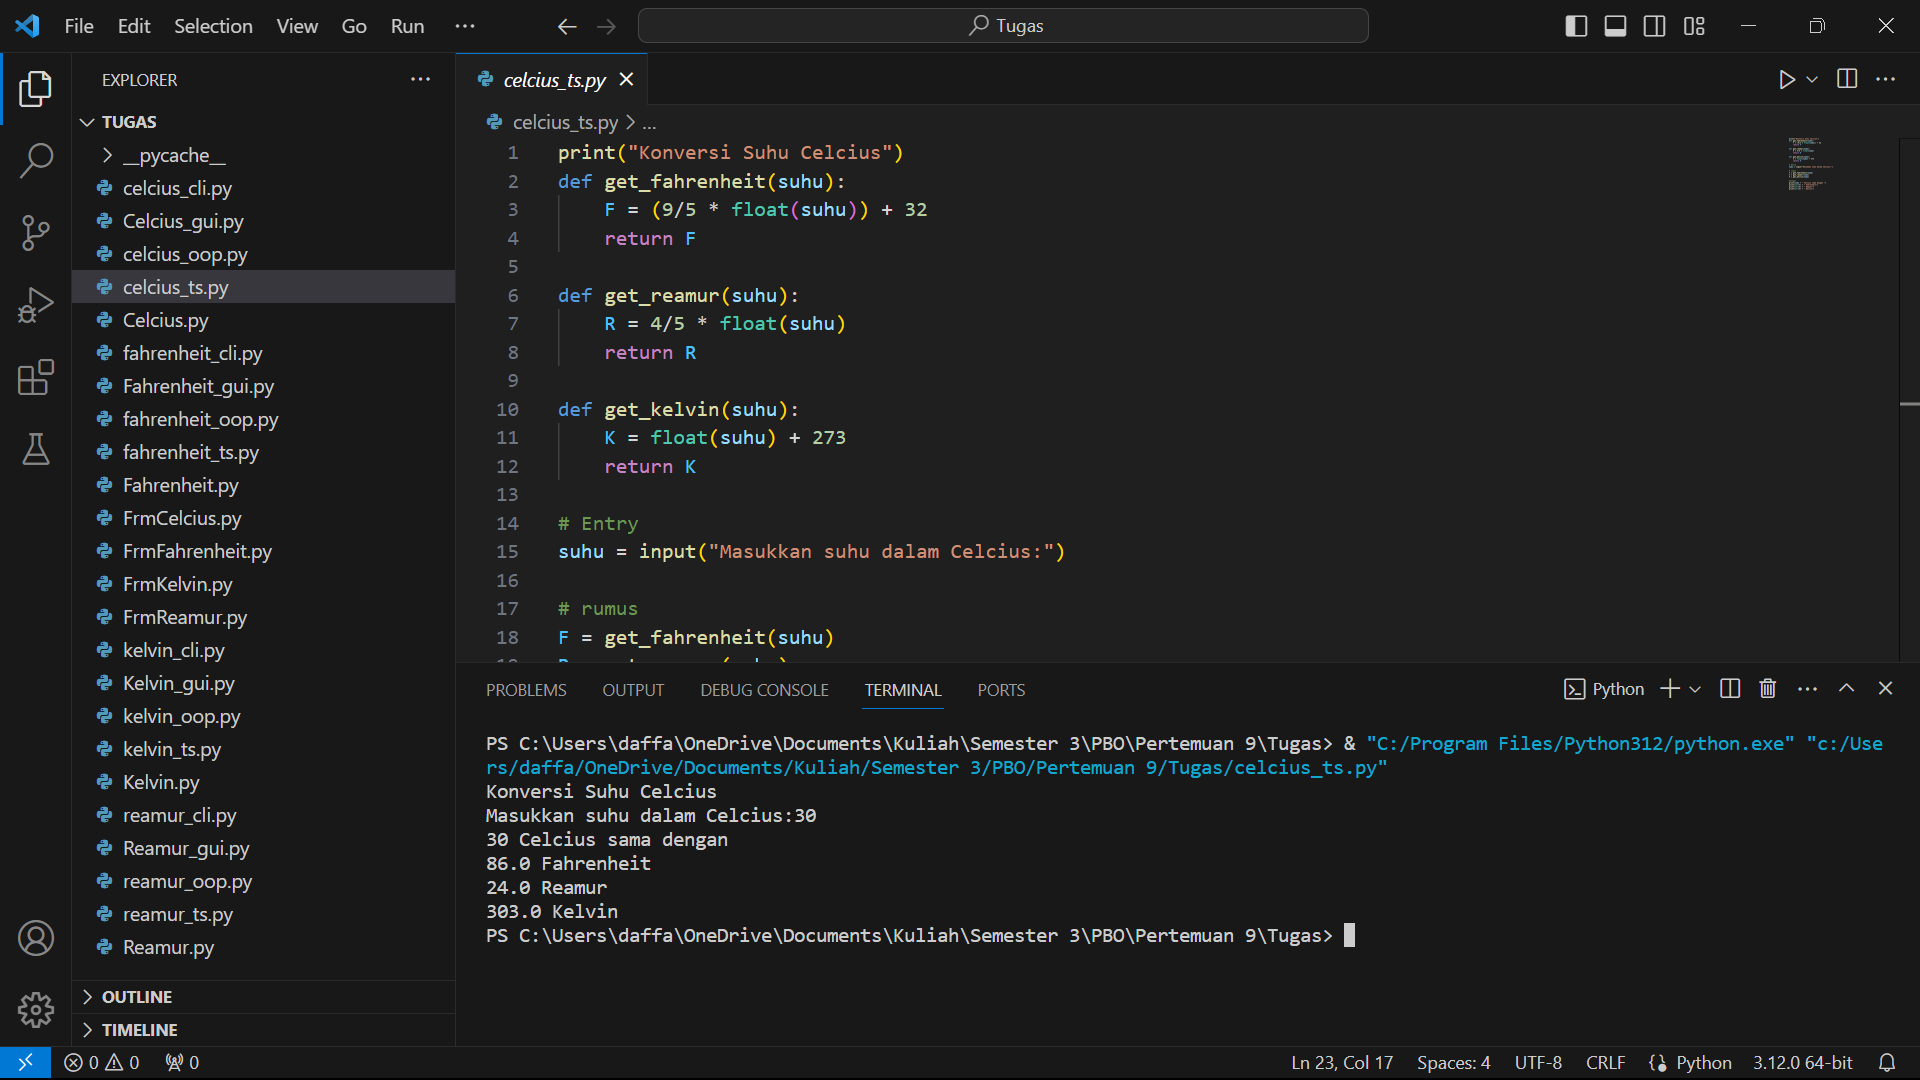 File Edit Selection View Go Run ··· Tugas
EXPLORER ···
TUGAS
__pycache__
celcius_cli.py
Celcius_gui.py
celcius_oop.py
celcius_ts.py
Celcius.py
fahrenheit_cli.py
Fahrenheit_gui.py
fahrenheit_oop.py
fahrenheit_ts.py
Fahrenheit.py
FrmCelcius.py
FrmFahrenheit.py
FrmKelvin.py
FrmReamur.py
kelvin_cli.py
Kelvin_gui.py
kelvin_oop.py
kelvin_ts.py
Kelvin.py
reamur_cli.py
Reamur_gui.py
reamur_oop.py
reamur_ts.py
Reamur.py
OUTLINE
TIMELINE
celcius_ts.py
celcius_ts.py > ...
1 print("Konversi Suhu Celcius")
2 def get_fahrenheit(suhu):
3 F = (9/5 * float(suhu)) + 32
4 return F
5
6 def get_reamur(suhu):
7 R = 4/5 * float(suhu)
8 return R
9
10 def get_kelvin(suhu):
11 K = float(suhu) + 273
12 return K
13
14 # Entry
15 suhu = input("Masukkan suhu dalam Celcius:")
16
17 # rumus
18 F = get_fahrenheit(suhu)
PROBLEMS OUTPUT DEBUG CONSOLE TERMINAL PORTS Python
PS C:\Users\daffa\OneDrive\Documents\Kuliah\Semester 3\PBO\Pertemuan 9\Tugas> & "C:/Program Files/Python312/python.exe" "c:/Use
rs/daffa/OneDrive/Documents/Kuliah/Semester 3/PBO/Pertemuan 9/Tugas/celcius_ts.py"
Konversi Suhu Celcius
Masukkan suhu dalam Celcius:30
30 Celcius sama dengan
86.0 Fahrenheit
24.0 Reamur
303.0 Kelvin
PS C:\Users\daffa\OneDrive\Documents\Kuliah\Semester 3\PBO\Pertemuan 9\Tugas>
0 0 0 Ln 23, Col 17 Spaces: 4 UTF-8 CRLF Python 3.12.0 64-bit